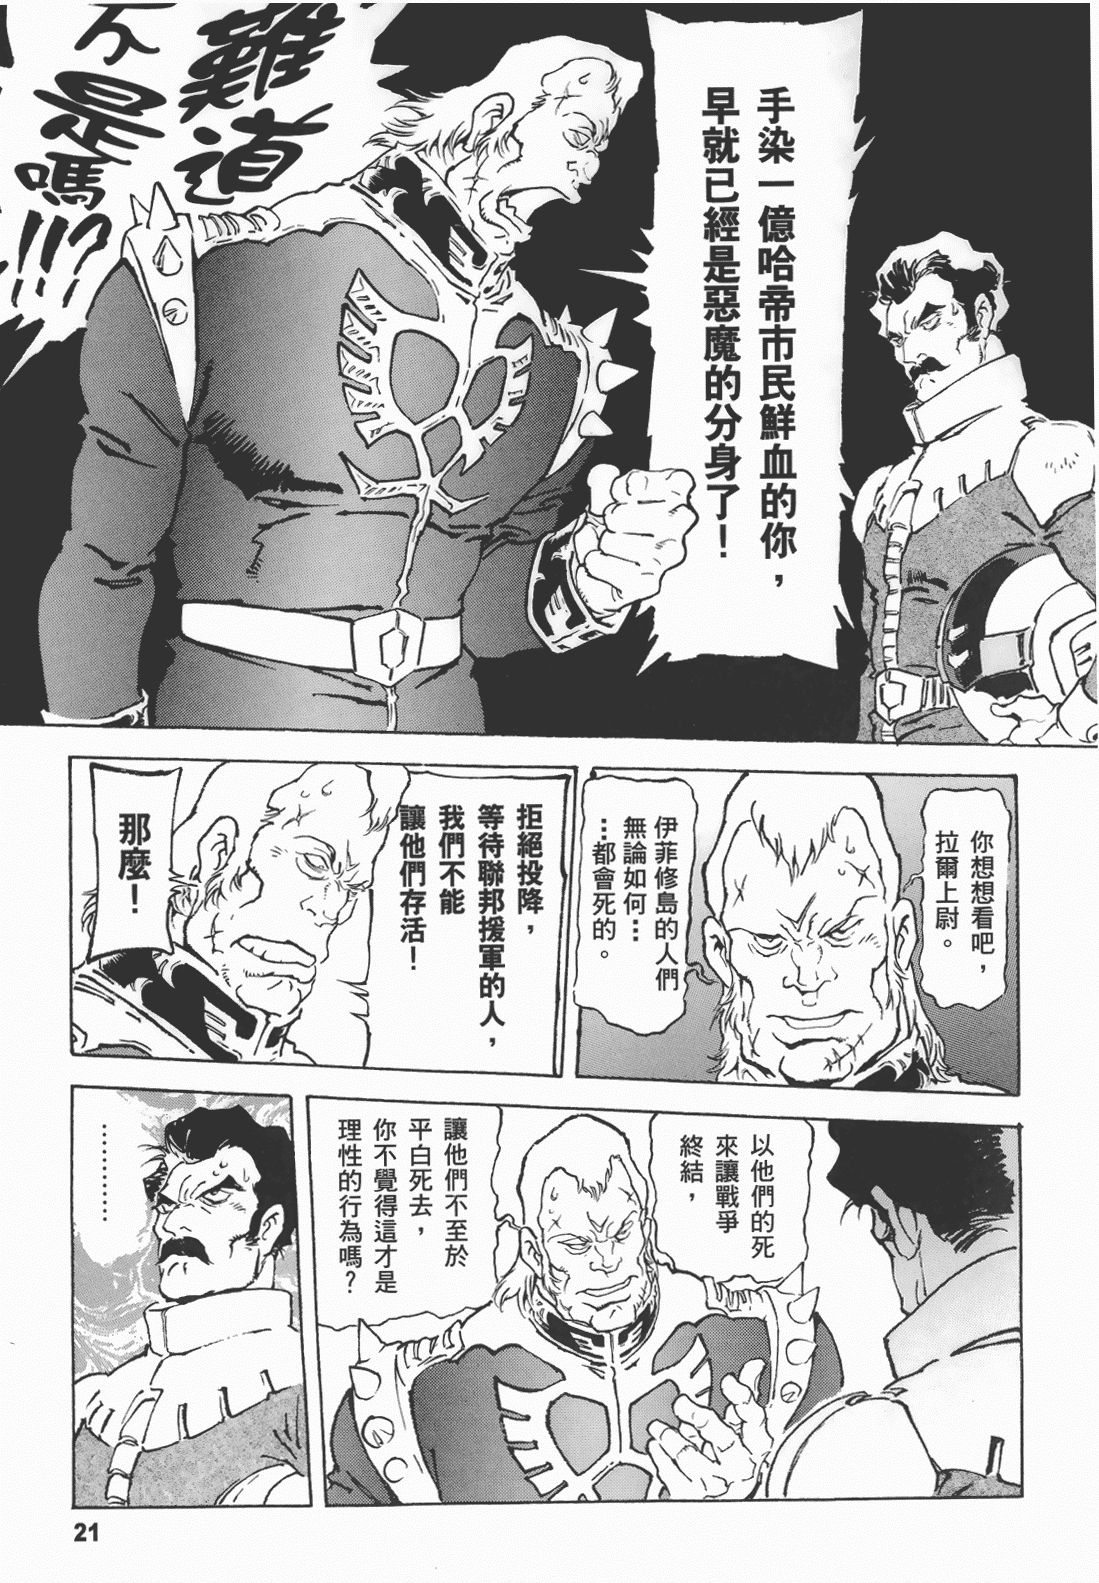 手染一億哈帝市民鮮血的你，
早就已經是惡魔的分身了！
難道
不是嗎!!!?
你想想看吧，
拉爾上尉。
伊菲修島的人們
無論如何…
…都會死的。
拒絕投降，
等待聯邦援軍的人，
我們不能
讓他們存活！
那麼！
以他們的死
來讓戰爭
終結，
讓他們不至於
平白死去，
你不覺得這才是
理性的行為嗎？
…………
21